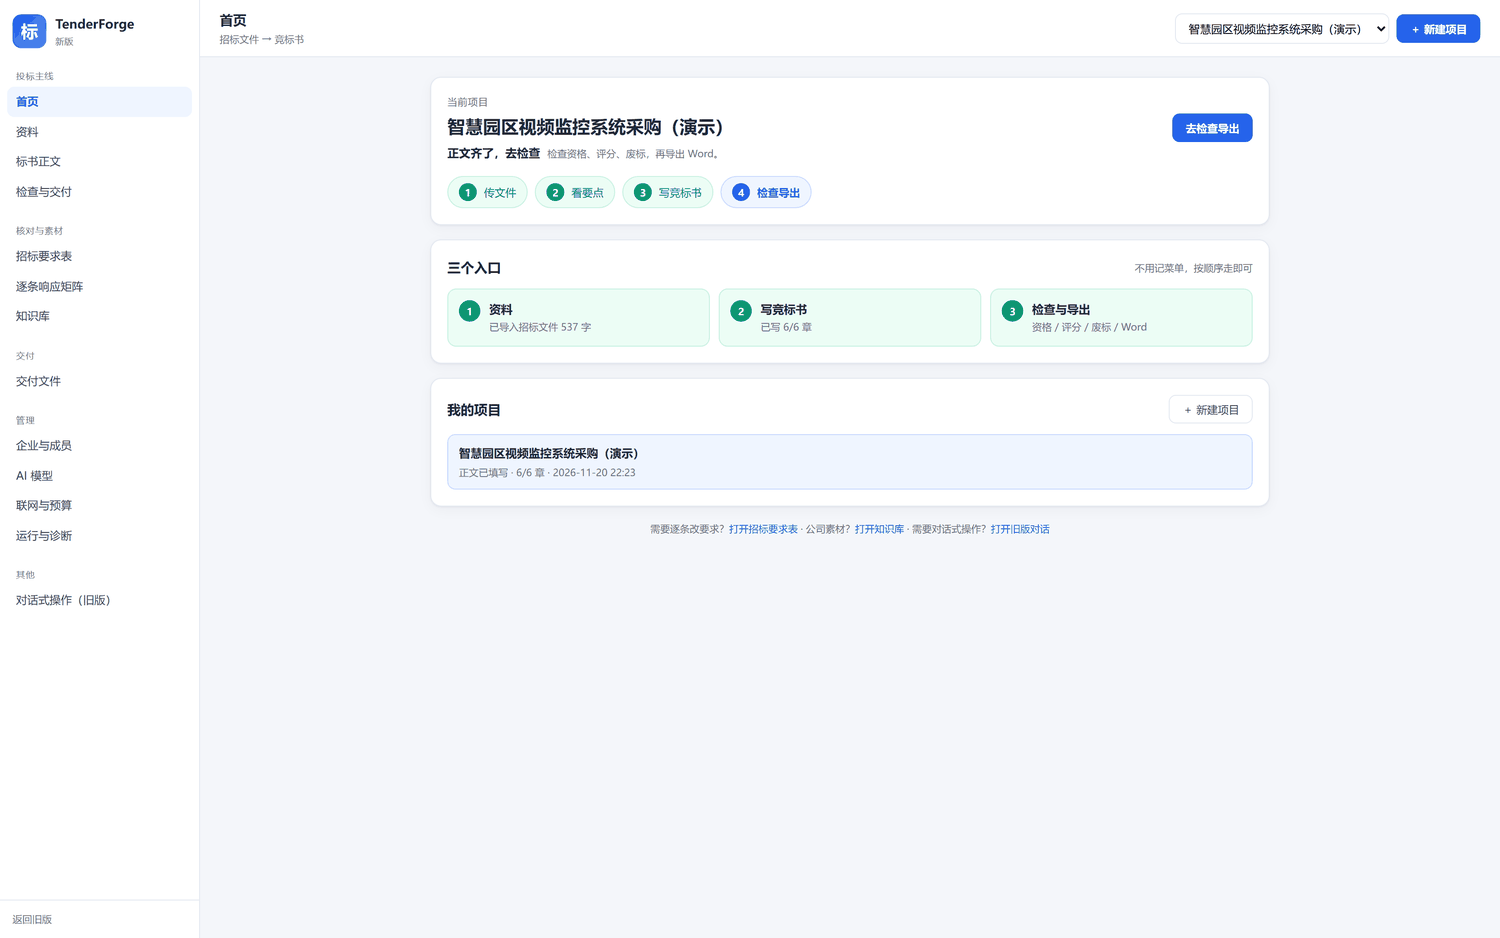 标
TenderForge
新版
投标主线
首页
资料
标书正文
检查与交付
核对与素材
招标要求表
逐条响应矩阵
知识库
交付
交付文件
管理
企业与成员
AI 模型
联网与预算
运行与诊断
其他
对话式操作（旧版）
返回旧版
首页
招标文件 → 竞标书
智慧园区视频监控系统采购（演示）
＋ 新建项目
当前项目
智慧园区视频监控系统采购（演示）
正文齐了，去检查 检查资格、评分、废标，再导出 Word。
去检查导出
1 传文件 2 看要点 3 写竞标书 4 检查导出
三个入口
不用记菜单，按顺序走即可
1 资料
已导入招标文件 537 字
2 写竞标书
已写 6/6 章
3 检查与导出
资格 / 评分 / 废标 / Word
我的项目
＋ 新建项目
智慧园区视频监控系统采购（演示）
正文已填写 · 6/6 章 · 2026-11-20 22:23
需要逐条改要求？ 打开招标要求表 · 公司素材？ 打开知识库 · 需要对话式操作？ 打开旧版对话